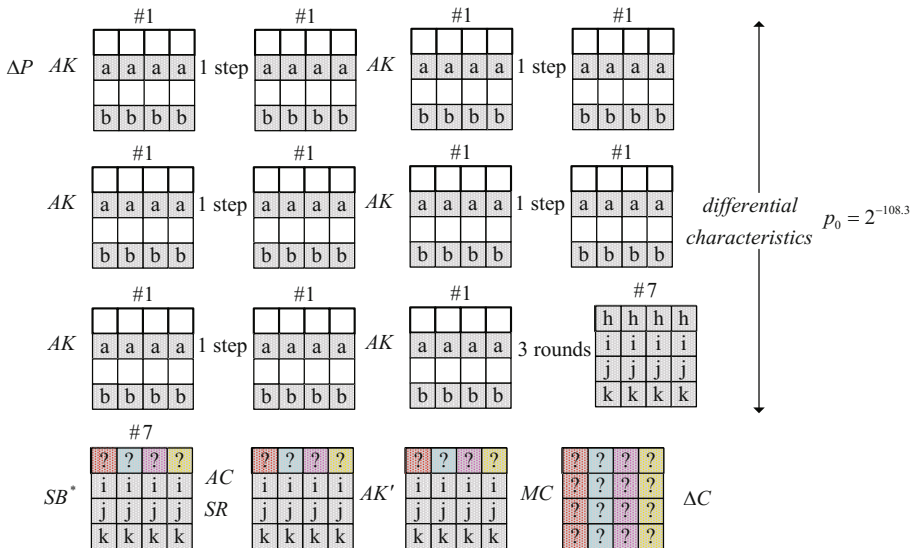 #1 #1 #1 #1
ΔP AK 1 step AK 1 step
a a a a a a a a a a a a a a a a
b b b b b b b b b b b b b b b b
#1 #1 #1 #1
AK 1 step AK 1 step
a a a a a a a a a a a a a a a a
b b b b b b b b b b b b b b b b
differential
characteristics
p₀ = 2^{-108.3}
#1 #1 #1 #7
h h h h
AK a a a a 1 step a a a a AK a a a a 3 rounds i i i i
j j j j
b b b b b b b b b b b b k k k k
#7
? ? ? ? ? ? ? ? ? ? ? ? ? ? ? ?
SB* i i i i AC i i i i AK′ i i i i MC ? ? ? ? ΔC
j j j j SR j j j j j j j j ? ? ? ?
k k k k k k k k k k k k ? ? ? ?